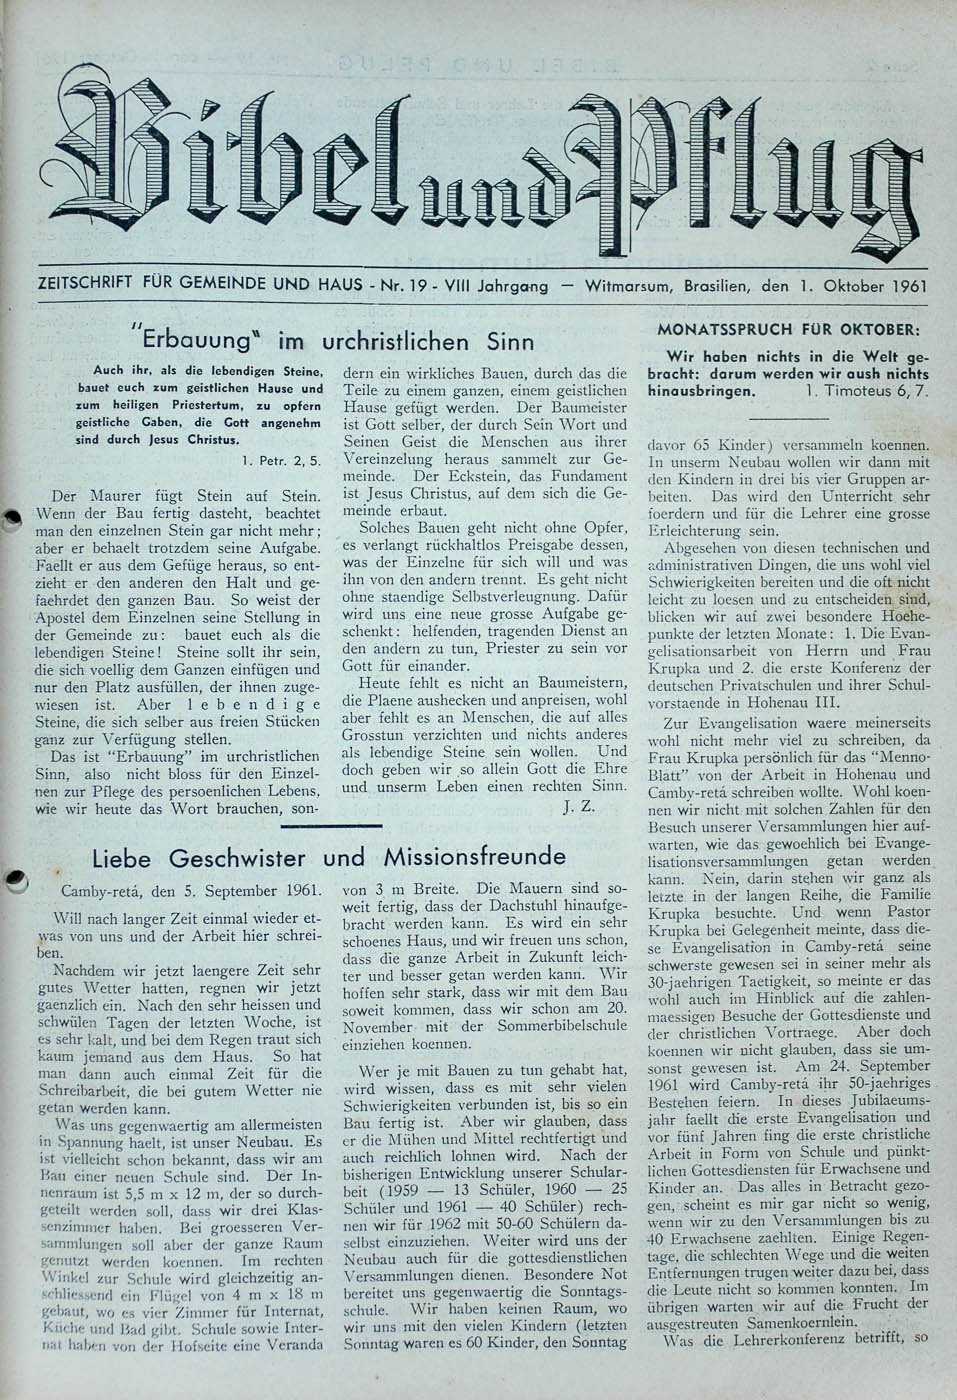 Bibel und Pflug
ZEITSCHRIFT FÜR GEMEINDE UND HAUS - Nr. 19 - VIII Jahrgang — Witmarsum, Brasilien, den 1. Oktober 1961
"Erbauung" im urchristlichen Sinn
Auch ihr, als die lebendigen Steine,
bauet euch zum geistlichen Hause und
zum heiligen Priestertum, zu opfern
geistliche Gaben, die Gott angenehm
sind durch Jesus Christus.
1. Petr. 2, 5.
Der Maurer fügt Stein auf Stein.
Wenn der Bau fertig dasteht, beachtet
man den einzelnen Stein gar nicht mehr;
aber er behaelt trotzdem seine Aufgabe.
Faellt er aus dem Gefüge heraus, so ent-
zieht er den anderen den Halt und ge-
faehrdet den ganzen Bau. So weist der
Apostel dem Einzelnen seine Stellung in
der Gemeinde zu: bauet euch als die
lebendigen Steine! Steine sollt ihr sein,
die sich voellig dem Ganzen einfügen und
nur den Platz ausfüllen, der ihnen zuge-
wiesen ist. Aber l e b e n d i g e
Steine, die sich selber aus freien Stücken
ganz zur Verfügung stellen.
Das ist "Erbauung" im urchristlichen
Sinn, also nicht bloss für den Einzel-
nen zur Pflege des persoenlichen Lebens,
wie wir heute das Wort brauchen, son-
dern ein wirkliches Bauen, durch das die
Teile zu einem ganzen, einem geistlichen
Hause gefügt werden. Der Baumeister
ist Gott selber, der durch Sein Wort und
Seinen Geist die Menschen aus ihrer
Vereinzelung heraus sammelt zur Ge-
meinde. Der Eckstein, das Fundament
ist Jesus Christus, auf dem sich die Ge-
meinde erbaut.
Solches Bauen geht nicht ohne Opfer,
es verlangt rückhaltlos Preisgabe dessen,
was der Einzelne für sich will und was
ihn von den andern trennt. Es geht nicht
ohne staendige Selbstverleugnung. Dafür
wird uns eine neue grosse Aufgabe ge-
schenkt: helfenden, tragenden Dienst an
den andern zu tun, Priester zu sein vor
Gott für einander.
Heute fehlt es nicht an Baumeistern,
die Plaene aushecken und anpreisen, wohl
aber fehlt es an Menschen, die auf alles
Grosstun verzichten und nichts anderes
als lebendige Steine sein wollen. Und
doch geben wir so allein Gott die Ehre
und unserm Leben einen rechten Sinn.
J. Z.
MONATSSPRUCH FÜR OKTOBER:
Wir haben nichts in die Welt ge-
bracht: darum werden wir aush nichts
hinausbringen. 1. Timoteus 6, 7.
Liebe Geschwister und Missionsfreunde
Camby-retá, den 5. September 1961.
Will nach langer Zeit einmal wieder et-
was von uns und der Arbeit hier schrei-
ben.
Nachdem wir jetzt laengere Zeit sehr
gutes Wetter hatten, regnen wir jetzt
gaenzlich ein. Nach den sehr heissen und
schwülen Tagen der letzten Woche, ist
es sehr kalt, und bei dem Regen traut sich
kaum jemand aus dem Haus. So hat
man dann auch einmal Zeit für die
Schreibarbeit, die bei gutem Wetter nie
getan werden kann.
Was uns gegenwaertig am allermeisten
in Spannung haelt, ist unser Neubau. Es
ist vielleicht schon bekannt, dass wir am
Bau einer neuen Schule sind. Der In-
nenraum ist 5,5 m x 12 m, der so durch-
geteilt werden soll, dass wir drei Klas-
senzimmer haben. Bei groesseren Ver-
sammlungen soll aber der ganze Raum
genutzt werden koennen. Im rechten
Winkel zur Schule wird gleichzeitig an-
schliessend ein Flügel von 4 m x 18 m
gebaut, wo es vier Zimmer für Internat,
Küche und Bad gibt. Schule sowie Inter-
nat haben von der Hofseite eine Veranda
von 3 m Breite. Die Mauern sind so-
weit fertig, dass der Dachstuhl hinaufge-
bracht werden kann. Es wird ein sehr
schoenes Haus, und wir freuen uns schon,
dass die ganze Arbeit in Zukunft leich-
ter und besser getan werden kann. Wir
hoffen sehr stark, dass wir mit dem Bau
soweit kommen, dass wir schon am 20.
November mit der Sommerbibelschule
einziehen koennen.
Wer je mit Bauen zu tun gehabt hat,
wird wissen, dass es mit sehr vielen
Schwierigkeiten verbunden ist, bis so ein
Bau fertig ist. Aber wir glauben, dass
er die Mühen und Mittel rechtfertigt und
auch reichlich lohnen wird. Nach der
bisherigen Entwicklung unserer Schular-
beit (1959 — 13 Schüler, 1960 — 25
Schüler und 1961 — 40 Schüler) rech-
nen wir für 1962 mit 50-60 Schülern da-
selbst einzuziehen. Weiter wird uns der
Neubau auch für die gottesdienstlichen
Versammlungen dienen. Besondere Not
bereitet uns gegenwaertig die Sonntags-
schule. Wir haben keinen Raum, wo
wir uns mit den vielen Kindern (letzten
Sonntag waren es 60 Kinder, den Sonntag
davor 65 Kinder) versammeln koennen.
In unserm Neubau wollen wir dann mit
den Kindern in drei bis vier Gruppen ar-
beiten. Das wird den Unterricht sehr
foerdern und für die Lehrer eine grosse
Erleichterung sein.
Abgesehen von diesen technischen und
administrativen Dingen, die uns wohl viel
Schwierigkeiten bereiten und die oft nicht
leicht zu loesen und zu entscheiden sind,
blicken wir auf zwei besondere Hoehe-
punkte der letzten Monate: 1. Die Evan-
gelisationsarbeit von Herrn und Frau
Krupka und 2. die erste Konferenz der
deutschen Privatschulen und ihrer Schul-
vorstaende in Hohenau III.
Zur Evangelisation waere meinerseits
wohl nicht mehr viel zu schreiben, da
Frau Krupka persönlich für das "Menno-
Blatt" von der Arbeit in Hohenau und
Camby-retá schreiben wollte. Wohl koen-
nen wir nicht mit solchen Zahlen für den
Besuch unserer Versammlungen hier auf-
warten, wie das gewoehlich bei Evange-
lisationsversammlungen getan werden
kann. Nein, darin stehen wir ganz als
letzte in der langen Reihe, die Familie
Krupka besuchte. Und wenn Pastor
Krupka bei Gelegenheit meinte, dass die-
se Evangelisation in Camby-retá seine
schwerste gewesen sei in seiner mehr als
30-jaehrigen Taetigkeit, so meinte er das
wohl auch im Hinblick auf die zahlen-
maessigen Besuche der Gottesdienste und
der christlichen Vortraege. Aber doch
koennen wir nicht glauben, dass sie um-
sonst gewesen ist. Am 24. September
1961 wird Camby-retá ihr 50-jaehriges
Bestehen feiern. In dieses Jubilaeums-
jahr faellt die erste Evangelisation und
vor fünf Jahren fing die erste christliche
Arbeit in Form von Schule und pünkt-
lichen Gottesdiensten für Erwachsene und
Kinder an. Das alles in Betracht gezo-
gen, scheint es mir gar nicht so wenig,
wenn wir zu den Versammlungen bis zu
40 Erwachsene zaehlten. Einige Regen-
tage, die schlechten Wege und die weiten
Entfernungen trugen weiter dazu bei, dass
die Leute nicht so kommen konnten. Im
übrigen warten wir auf die Frucht der
ausgestreuten Samenkoernlein.
Was die Lehrerkonferenz betrifft, so